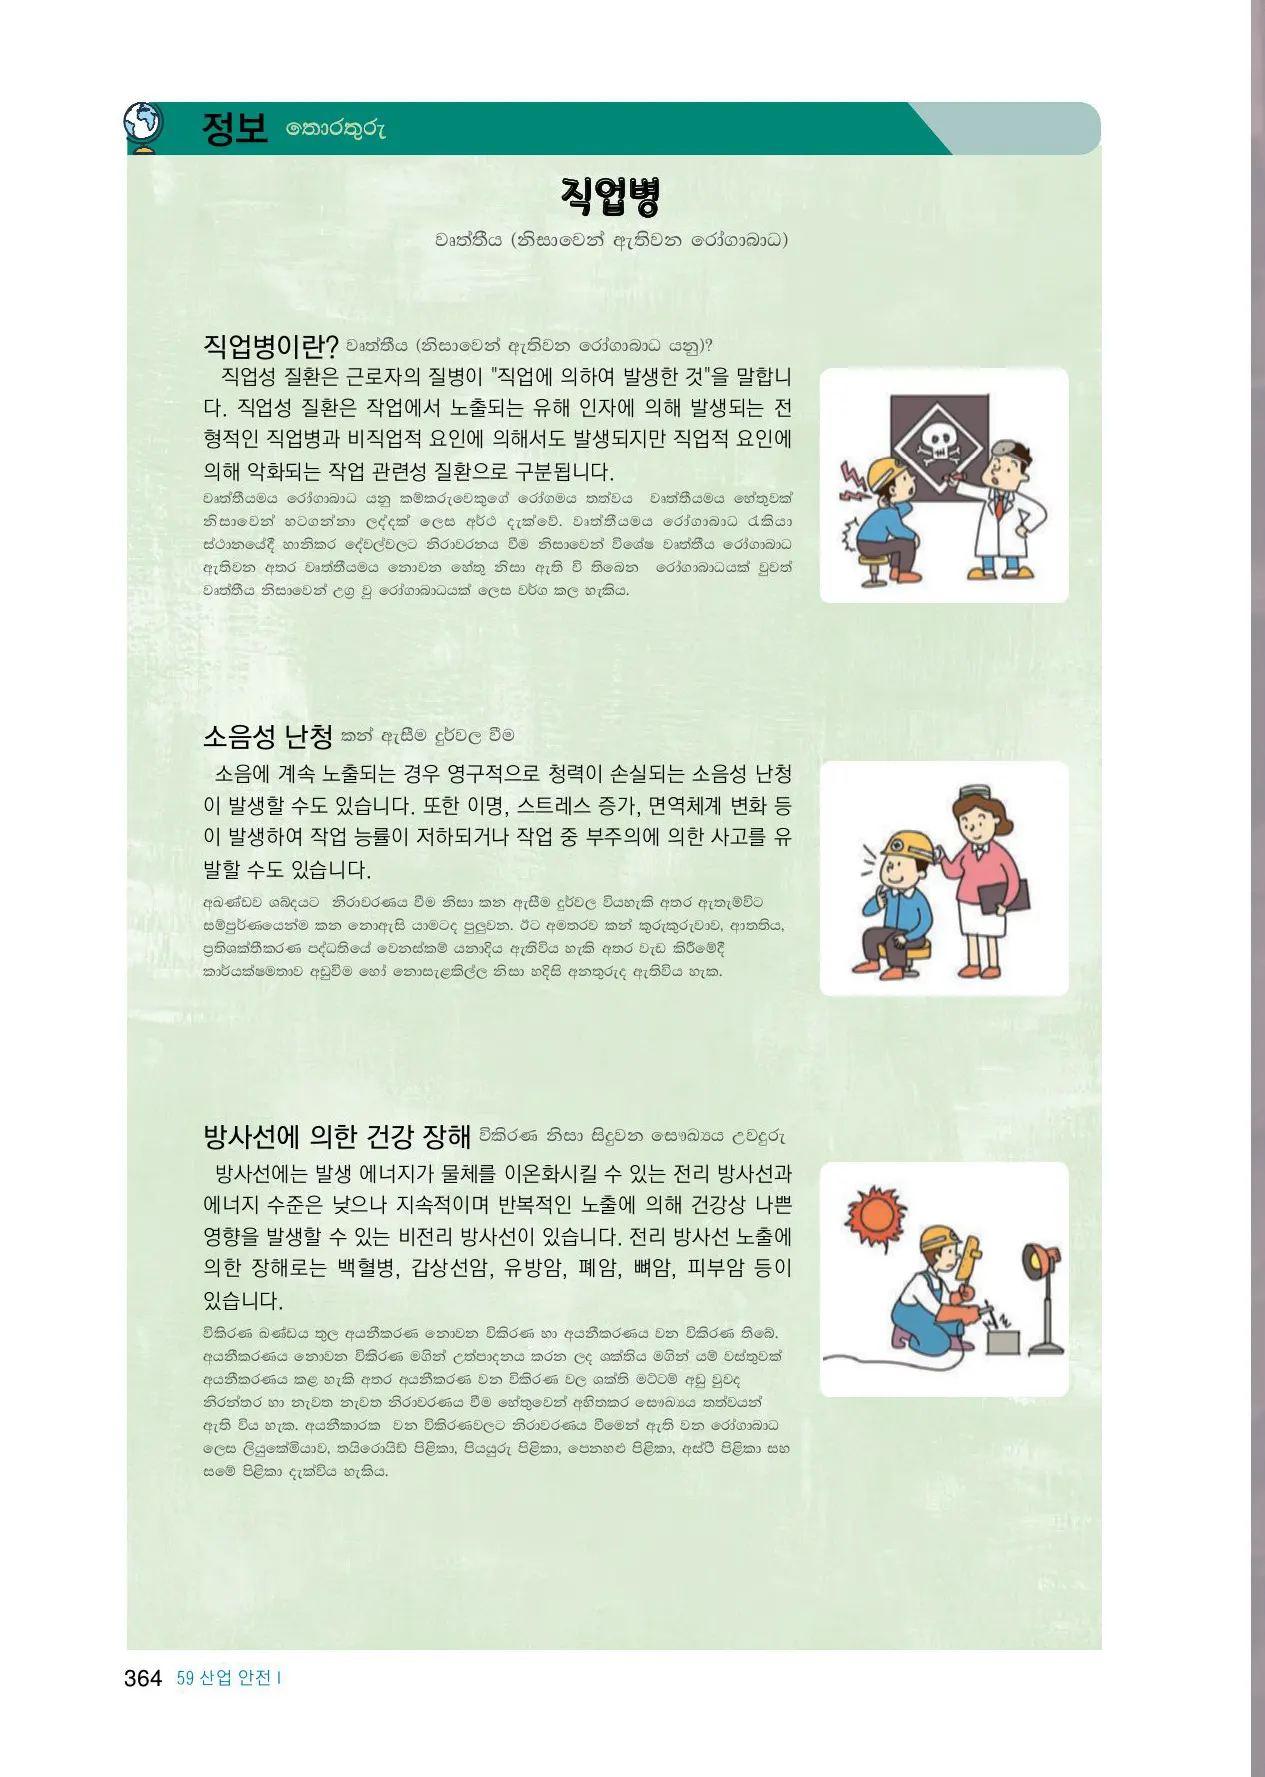 정보 තොරතුරු
직업병
වෘත්තීය (නිසාවෙන් ඇතිවන රෝගාබාධ)
직업병이란? වෘත්තීය (නිසාවෙන් ඇතිවන රෝගාබාධ යනු)?
직업성 질환은 근로자의 질병이 "직업에 의하여 발생한 것"을 말합니
다. 직업성 질환은 작업에서 노출되는 유해 인자에 의해 발생되는 전
형적인 직업병과 비직업적 요인에 의해서도 발생되지만 직업적 요인에
의해 악화되는 작업 관련성 질환으로 구분됩니다.
වෘත්තීයමය රෝගාබාධ යනු කම්කරුවෙකුගේ රෝගමය තත්වය වෘත්තීයමය හේතුවක්
නිසාවෙන් හටගන්නා ලද්දක් ලෙස අර්ථ දැක්වේ. වෘත්තීයමය රෝගාබාධ රැකියා
ස්ථානයේදී හානිකර දේවල්වලට නිරාවරනය වීම නිසාවෙන් විශේෂ වෘත්තීය රෝගාබාධ
ඇතිවන අතර වෘත්තීයමය නොවන හේතු නිසා ඇති වි තිබෙන රෝගාබාධයක් වුවත්
වෘත්තීය නිසාවෙන් උග්‍ර වු රෝගාබාධයක් ලෙස වර්ග කල හැකිය.
소음성 난청 කන් ඇසීම දුර්වල වීම
소음에 계속 노출되는 경우 영구적으로 청력이 손실되는 소음성 난청
이 발생할 수도 있습니다. 또한 이명, 스트레스 증가, 면역체계 변화 등
이 발생하여 작업 능률이 저하되거나 작업 중 부주의에 의한 사고를 유
발할 수도 있습니다.
අඛණ්ඩව ශබ්දයට නිරාවරණය වීම නිසා කන ඇසීම දුර්වල වියහැකි අතර ඇතැම්විට
සම්පුර්ණයෙන්ම කන නොඇසි යාමටද පුලුවන. ඊට අමතරව කන් කුරුකුරුවාව, ආතතිය,
ප්‍රතිශක්තීකරණ පද්ධතියේ වෙනස්කම් යනාදිය ඇතිවිය හැකි අතර වැඩ කිරීමේදී
කාර්යක්ෂමතාව අඩුවිම හෝ නොසැළකිල්ල නිසා හදිසි අනතුරුද ඇතිවිය හැක.
방사선에 의한 건강 장해 විකිරණ නිසා සිදුවන සෞඛ්‍යය උවදුරු
방사선에는 발생 에너지가 물체를 이온화시킬 수 있는 전리 방사선과
에너지 수준은 낮으나 지속적이며 반복적인 노출에 의해 건강상 나쁜
영향을 발생할 수 있는 비전리 방사선이 있습니다. 전리 방사선 노출에
의한 장해로는 백혈병, 갑상선암, 유방암, 폐암, 뼈암, 피부암 등이
있습니다.
විකිරණ ඛණ්ඩය තුල අයනීකරණ නොවන විකිරණ හා අයනීකරණය වන විකිරණ තිබේ.
අයනීකරණය නොවන විකිරණ මගින් උත්පාදනය කරන ලද ශක්තිය මගින් යම් වස්තුවක්
අයනීකරණය කළ හැකි අතර අයනීකරණ වන විකිරණ වල ශක්ති මට්ටම් අඩු වුවද
නිරන්තර හා නැවත නැවත නිරාවරණය වීම හේතුවෙන් අහිතකර සෞඛ්‍යය තත්වයන්
ඇති විය හැක. අයනීකාරක වන විකිරණවලට නිරාවරණය වීමෙන් ඇති වන රෝගාබාධ
ලෙස ලියුකේමියාව, තයිරොයිඩ් පිළිකා, පියයුරු පිළිකා, පෙනහළු පිළිකා, අස්ථි පිළිකා සහ
සමේ පිළිකා දැක්විය හැකිය.
364 59 산업 안전 I